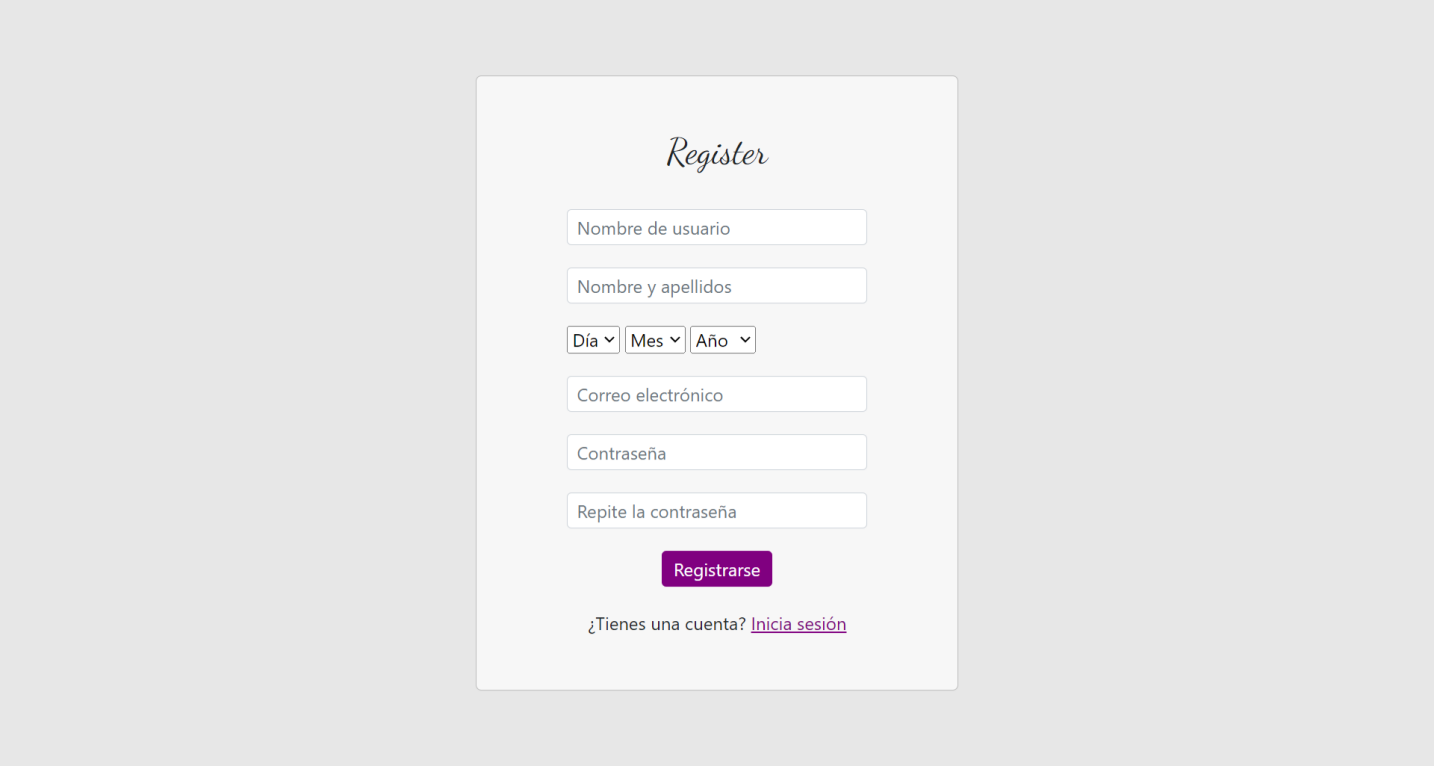 Register
Nombre de usuario
Nombre y apellidos
Día Mes Año
Correo electrónico
Contraseña
Repite la contraseña
Registrarse
¿Tienes una cuenta? Inicia sesión